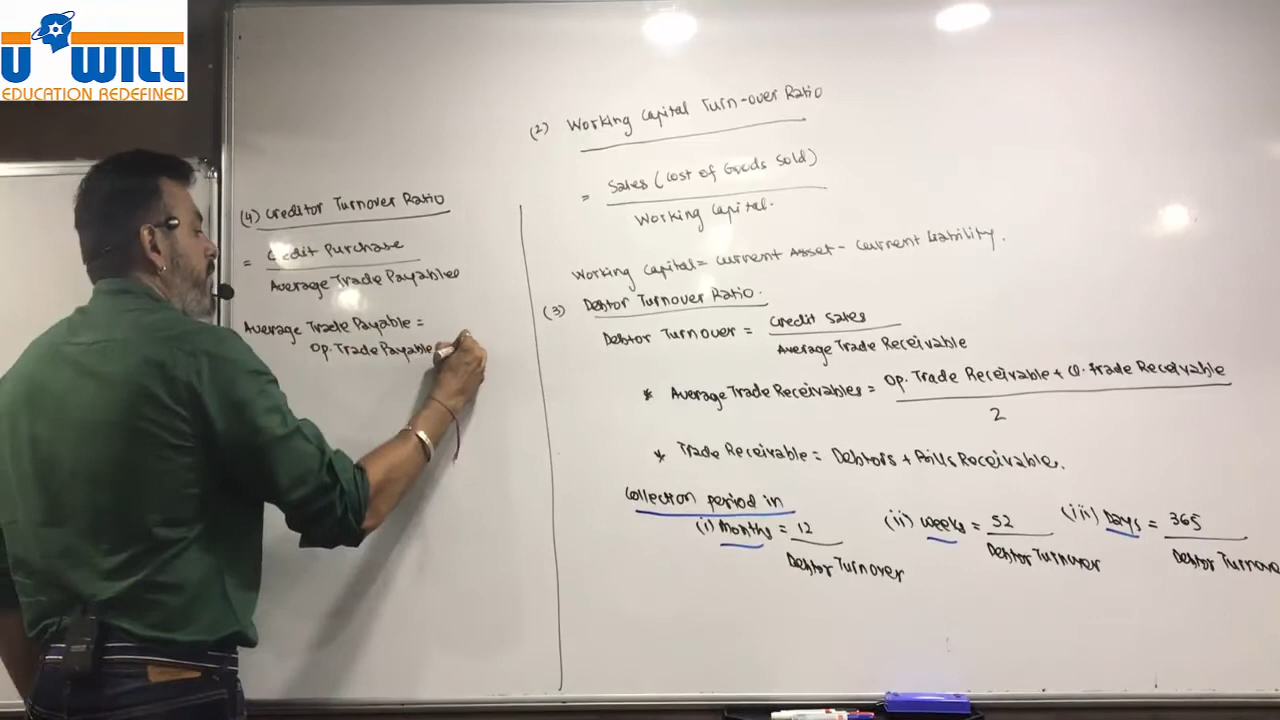 U WILL
EDUCATION REDEFINED
(2) Working Capital Turn-over Ratio
= Sales (Cost of Goods Sold)
Working Capital.
Working Capital = Current Asset - Current Liability.
(3) Debtor Turnover Ratio.
Debtor Turnover = Credit Sales
Average Trade Receivable
* Average Trade Receivables = Op. Trade Receivable + Cl. Trade Receivable
2
* Trade Receivable = Debtors + Bills Receivable.
Collection period in
(i) Months = 12
Debtor Turnover
(ii) Weeks = 52
Debtor Turnover
(iii) Days = 365
Debtor Turnove
(4) Creditor Turnover Ratio
= Credit Purchase
Average Trade Payables
Average Trade Payable =
Op. Trade Payable